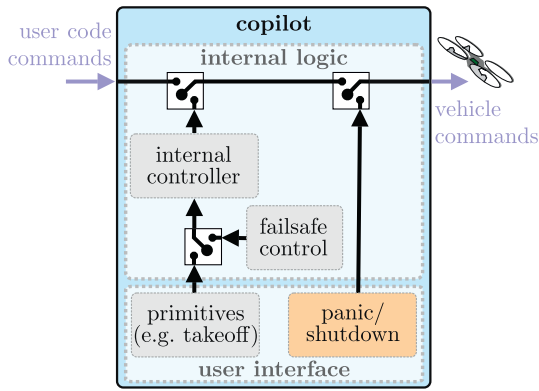 copilot
user code
commands
internal logic
vehicle
commands
internal
controller
failsafe
control
primitives
(e.g. takeoff)
panic/
shutdown
user interface